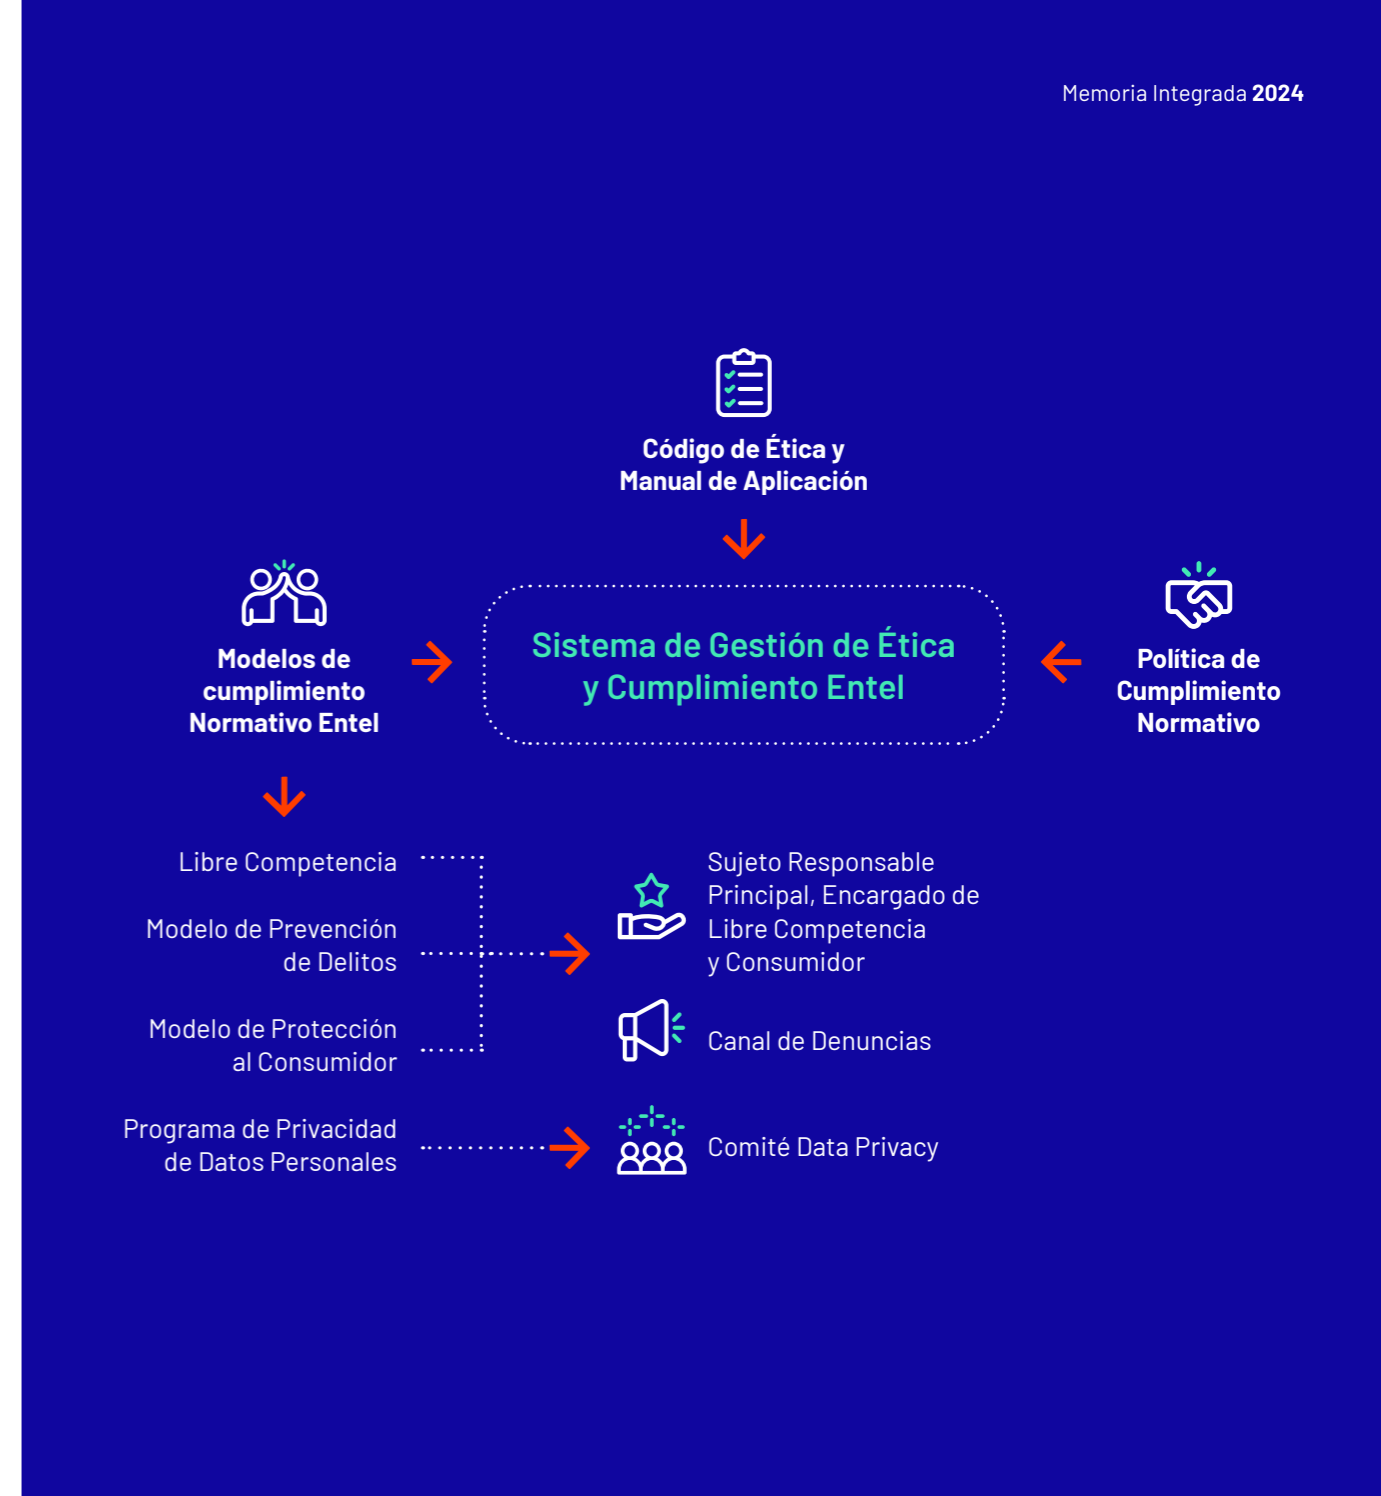 Memoria Integrada 2024
Código de Ética y
Manual de Aplicación
Modelos de
cumplimiento
Normativo Entel
Sistema de Gestión de Ética
y Cumplimiento Entel
Política de
Cumplimiento
Normativo
Libre Competencia
Modelo de Prevención
de Delitos
Modelo de Protección
al Consumidor
Programa de Privacidad
de Datos Personales
Sujeto Responsable
Principal, Encargado de
Libre Competencia
y Consumidor
Canal de Denuncias
Comité Data Privacy